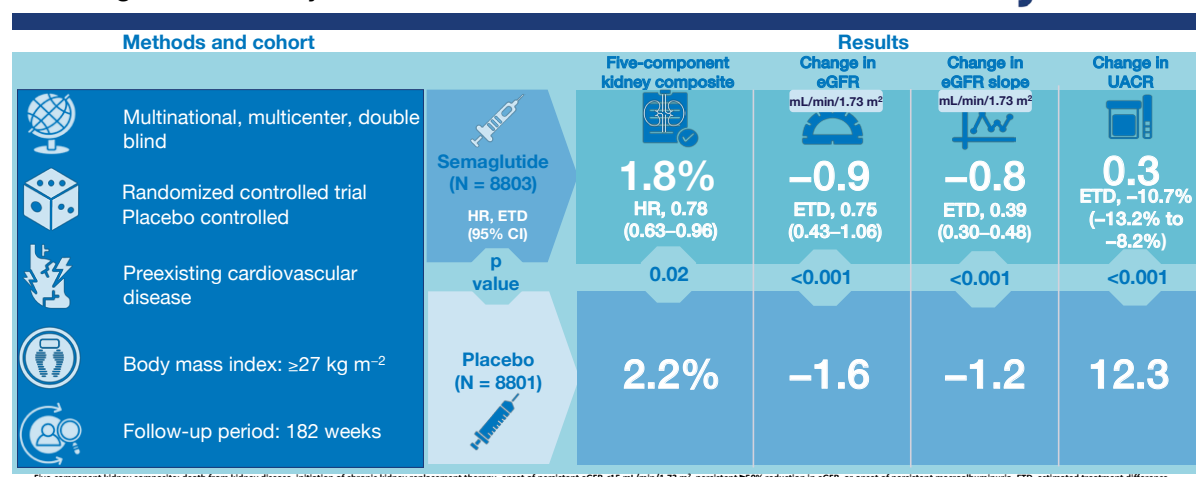 Methods and cohort
Results
Multinational, multicenter, double
blind
Randomized controlled trial
Placebo controlled
Preexisting cardiovascular
disease
Body mass index: ≥27 kg m⁻²
Follow-up period: 182 weeks
Semaglutide
(N = 8803)
HR, ETD
(95% CI)
p
value
Placebo
(N = 8801)
Five-component
kidney composite
1.8%
HR, 0.78
(0.63–0.96)
0.02
2.2%
Change in
eGFR
mL/min/1.73 m²
–0.9
ETD, 0.75
(0.43–1.06)
<0.001
–1.6
Change in
eGFR slope
mL/min/1.73 m²
–0.8
ETD, 0.39
(0.30–0.48)
<0.001
–1.2
Change in
UACR
0.3
ETD, –10.7%
(–13.2% to
–8.2%)
<0.001
12.3